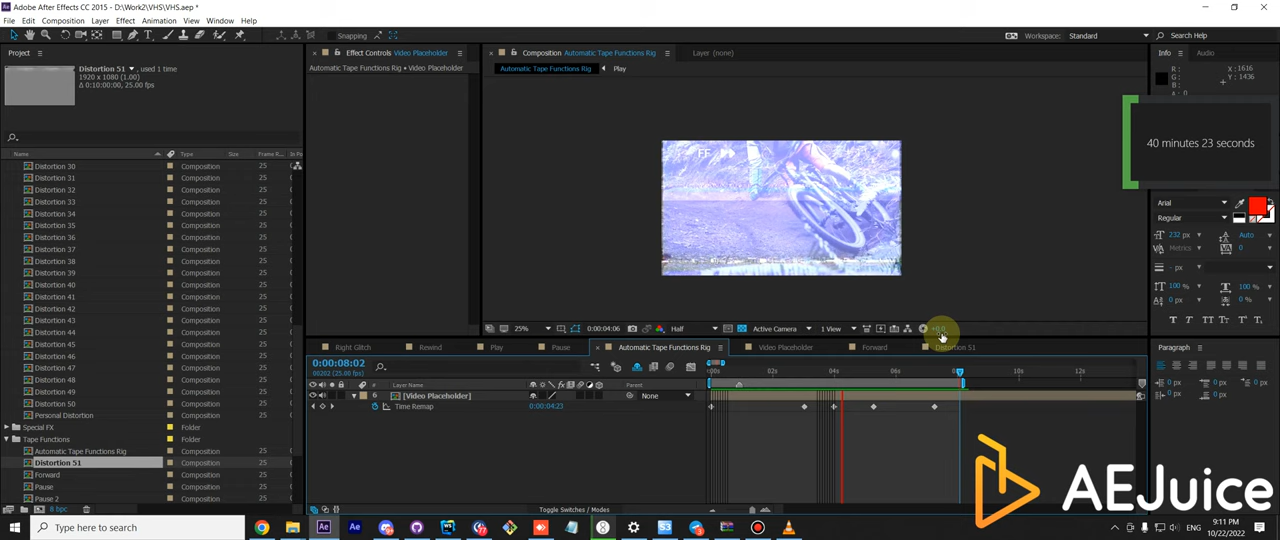 Adobe After Effects CC 2015 - D:\Work2\VHS\VHS.aep *
File Edit Composition Layer Effect Animation View Window Help
Snapping
Workspace: Standard
Search Help
Project
Effect Controls Video Placeholder
Composition Automatic Tape Functions Rig
Layer (none)
Info Audio
Distortion 51 ▼, used 1 time
1920 x 1080 (1.00)
Δ 0:10:00:00, 25.00 fps
Automatic Tape Functions Rig • Video Placeholder
Automatic Tape Functions Rig Play
R :
G :
B :
X : 1616
Y : 1436
40 minutes 23 seconds
Name Type Size Frame R... In Po
Distortion 30 Composition 25
Distortion 31 Composition 25
Distortion 32 Composition 25
Distortion 33 Composition 25
Distortion 34 Composition 25
Distortion 35 Composition 25
Distortion 36 Composition 25
Distortion 37 Composition 25
Distortion 38 Composition 25
Distortion 39 Composition 25
Distortion 40 Composition 25
Distortion 41 Composition 25
Distortion 42 Composition 25
Distortion 43 Composition 25
Distortion 44 Composition 25
Distortion 45 Composition 25
Distortion 46 Composition 25
Distortion 47 Composition 25
Distortion 48 Composition 25
Distortion 49 Composition 25
Distortion 50 Composition 25
Personal Distortion Composition 25
Special FX Folder
Tape Functions Folder
Automatic Tape Functions Rig Composition 25
Distortion 51 Composition 25
Forward Composition 25
Pause Composition 25
Pause 2 Composition 25
8 bpc
FF
25% 0:00:04:06 Half Active Camera 1 View +0.0
Arial
Regular
232 px Auto
Metrics 0
- px
100 % 100 %
0 px 0 %
Paragraph
0 px 0 px
0 px
0 px 0 px
Right Glitch Rewind Play Pause Automatic Tape Functions Rig Video Placeholder Forward Distortion 51
0:00:08:02
00202 (25.00 fps)
:00s 02s 04s 06s 10s 12s
# Layer Name Parent
6 [Video Placeholder] None
Time Remap 0:00:04:23
Toggle Switches / Modes
AEJuice
Type here to search
ENG
9:11 PM
10/22/2022